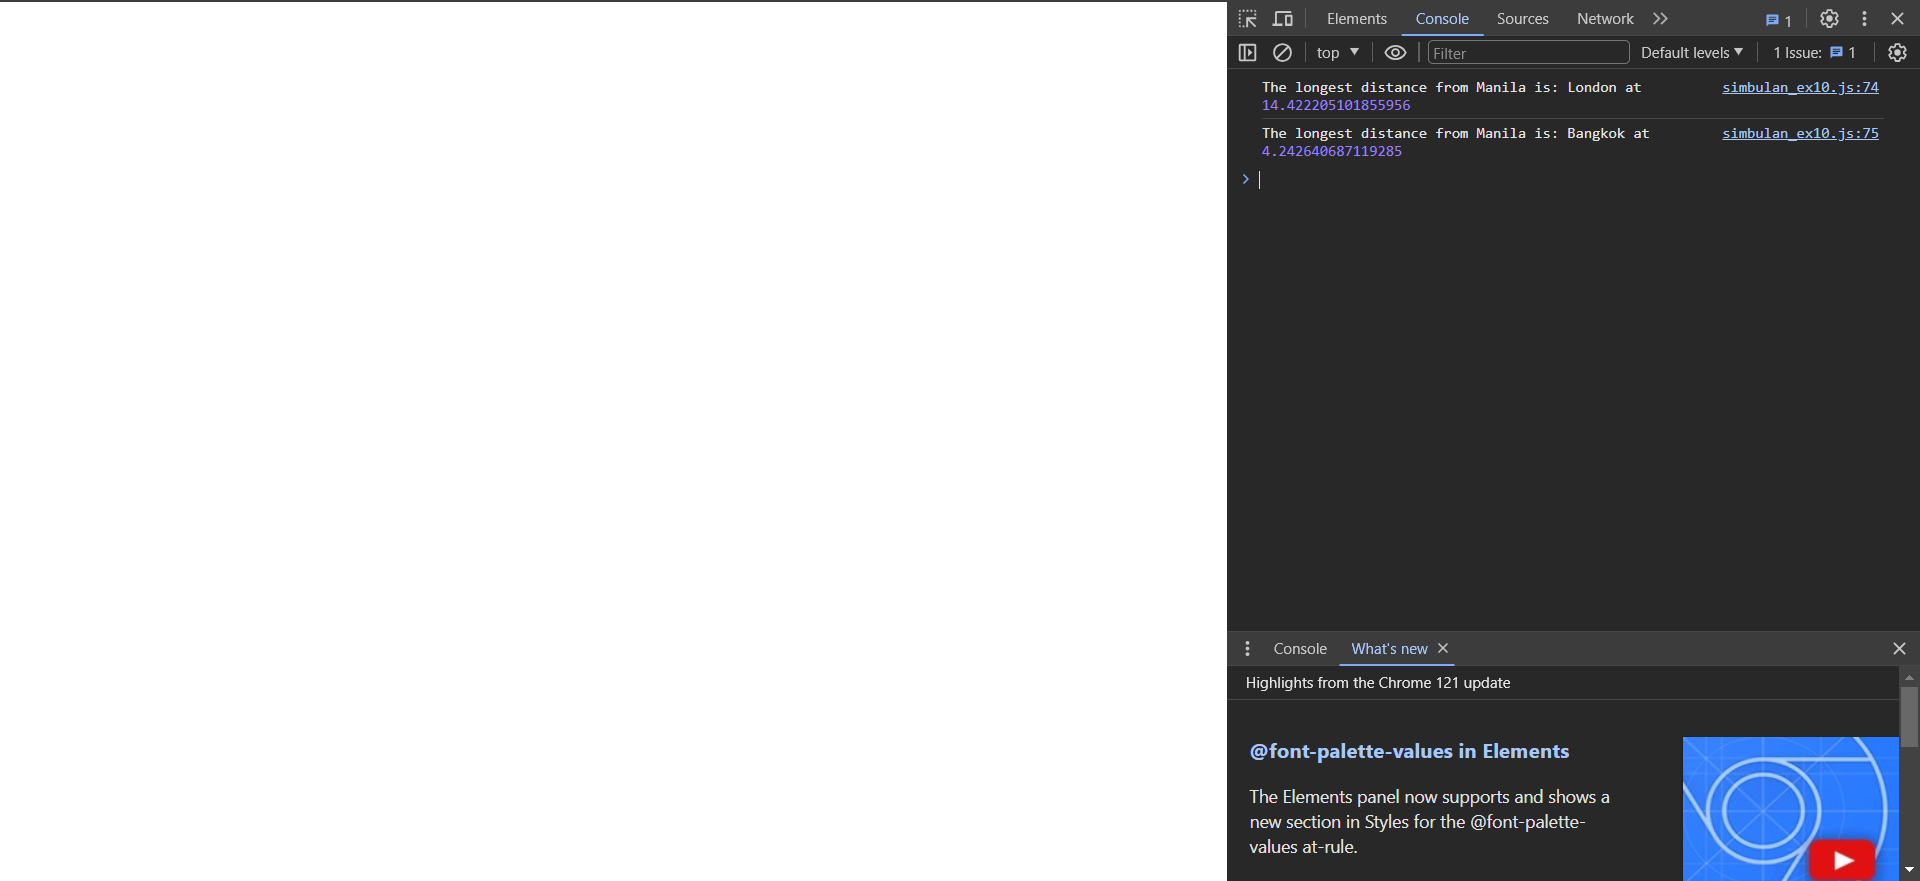 Elements Console Sources Network 1
top Filter Default levels 1 Issue: 1
The longest distance from Manila is: London at simbulan_ex10.js:74
14.422205101855956
The longest distance from Manila is: Bangkok at simbulan_ex10.js:75
4.242640687119285
Console What's new
Highlights from the Chrome 121 update
@font-palette-values in Elements
The Elements panel now supports and shows a
new section in Styles for the @font-palette-
values at-rule.